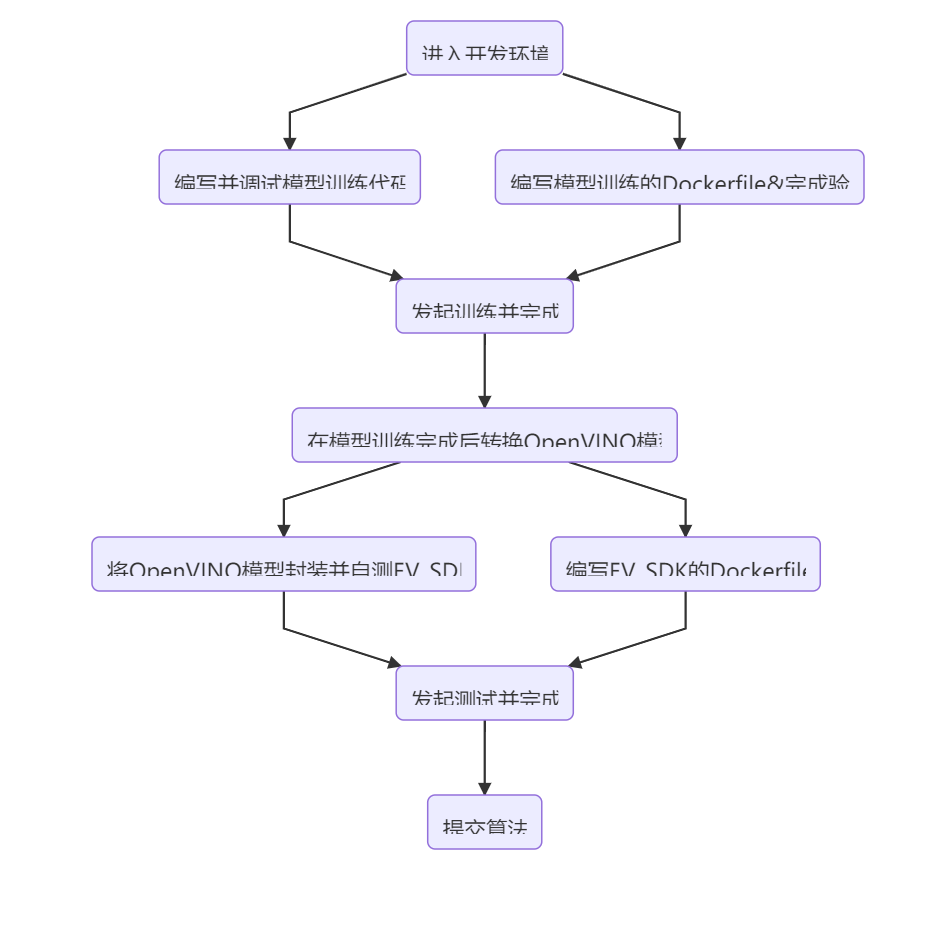 进入开发环境
编写并调试模型训练代码
编写模型训练的Dockerfile&完成验
发起训练并完成
在模型训练完成后转换OpenVINO模型
将OpenVINO模型封装并自测EV_SDK
编写EV_SDK的Dockerfile
发起测试并完成
提交算法